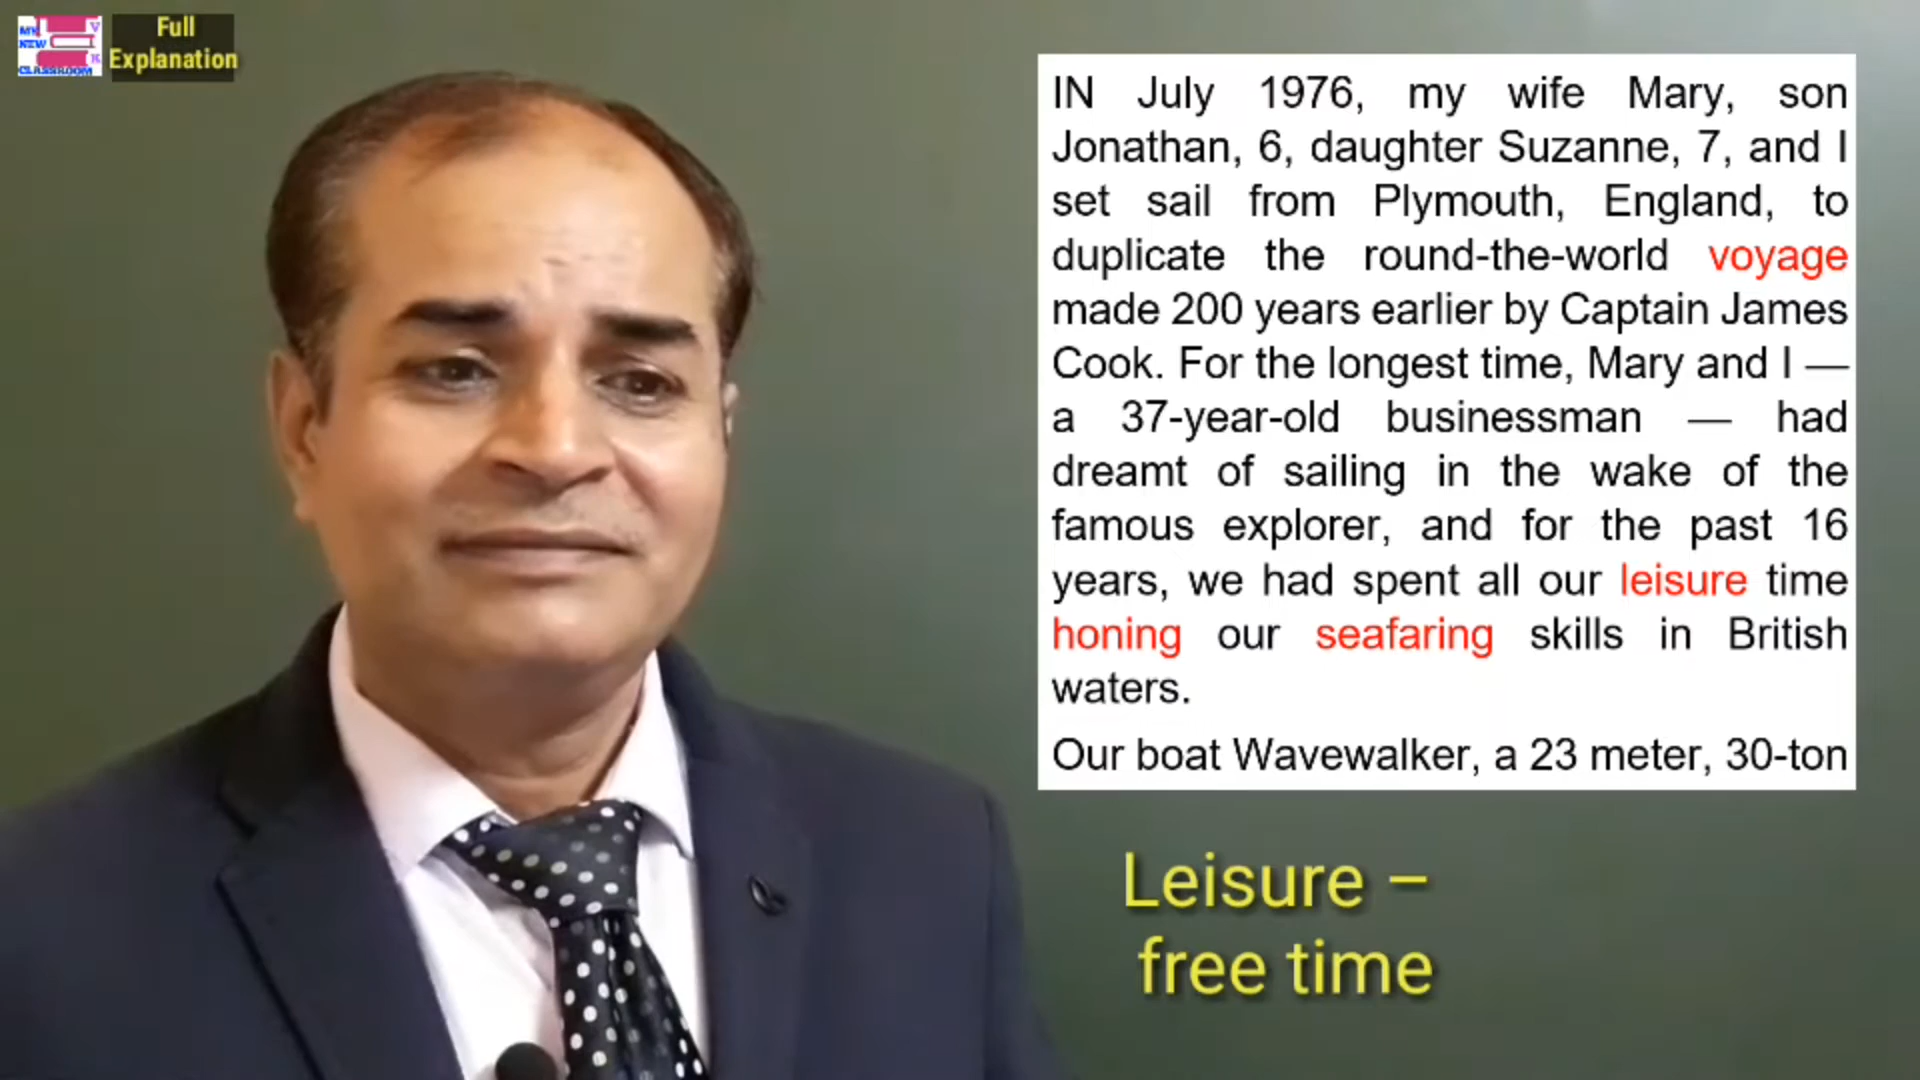 MY
NEW
CLASSROOM
V
K
Full
Explanation
IN July 1976, my wife Mary, son
Jonathan, 6, daughter Suzanne, 7, and I
set sail from Plymouth, England, to
duplicate the round-the-world voyage
made 200 years earlier by Captain James
Cook. For the longest time, Mary and I —
a 37-year-old businessman — had
dreamt of sailing in the wake of the
famous explorer, and for the past 16
years, we had spent all our leisure time
honing our seafaring skills in British
waters.
Our boat Wavewalker, a 23 meter, 30-ton
Leisure –
free time